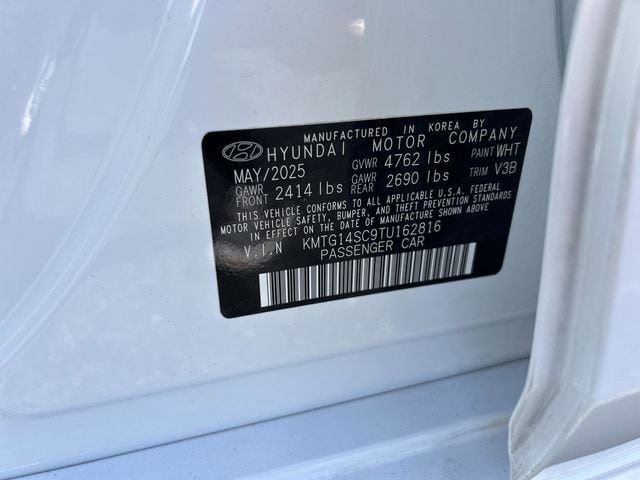 MANUFACTURED IN KOREA BY
HYUNDAI MOTOR COMPANY
MAY/2025 GVWR 4762 lbs PAINT WHT
GAWR FRONT 2414 lbs GAWR REAR 2690 lbs TRIM V3B
THIS VEHICLE CONFORMS TO ALL APPLICABLE U.S.A. FEDERAL
MOTOR VEHICLE SAFETY, BUMPER, AND THEFT PREVENTION
STANDARDS IN EFFECT ON THE DATE OF MANUFACTURE SHOWN ABOVE.
V.I.N KMTG14SC9TU162816
PASSENGER CAR